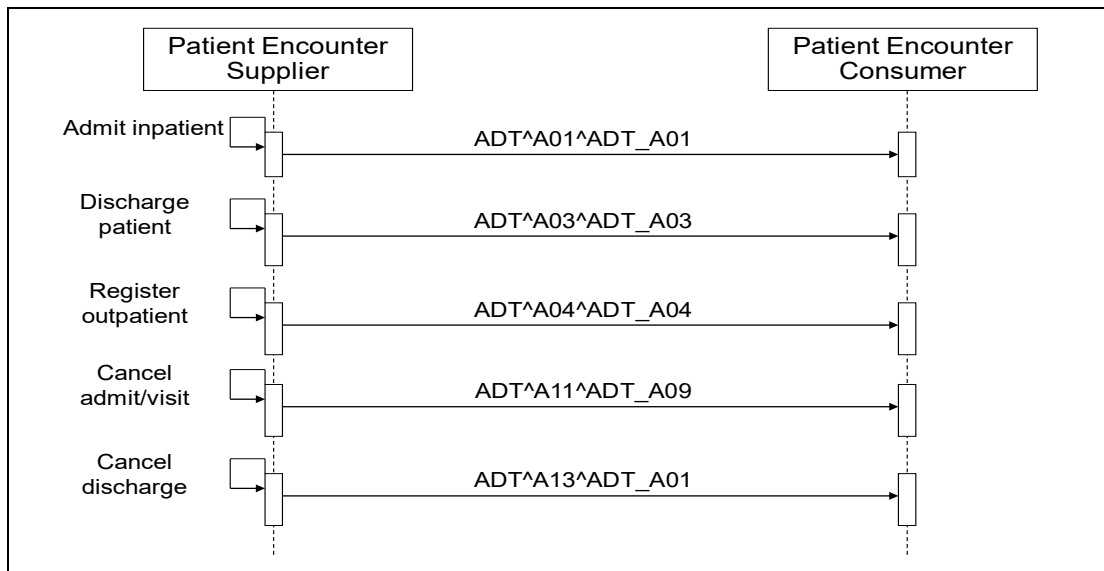 Patient Encounter
Supplier
Patient Encounter
Consumer
Admit inpatient
ADT^A01^ADT_A01
Discharge
patient
ADT^A03^ADT_A03
Register
outpatient
ADT^A04^ADT_A04
Cancel
admit/visit
ADT^A11^ADT_A09
Cancel
discharge
ADT^A13^ADT_A01